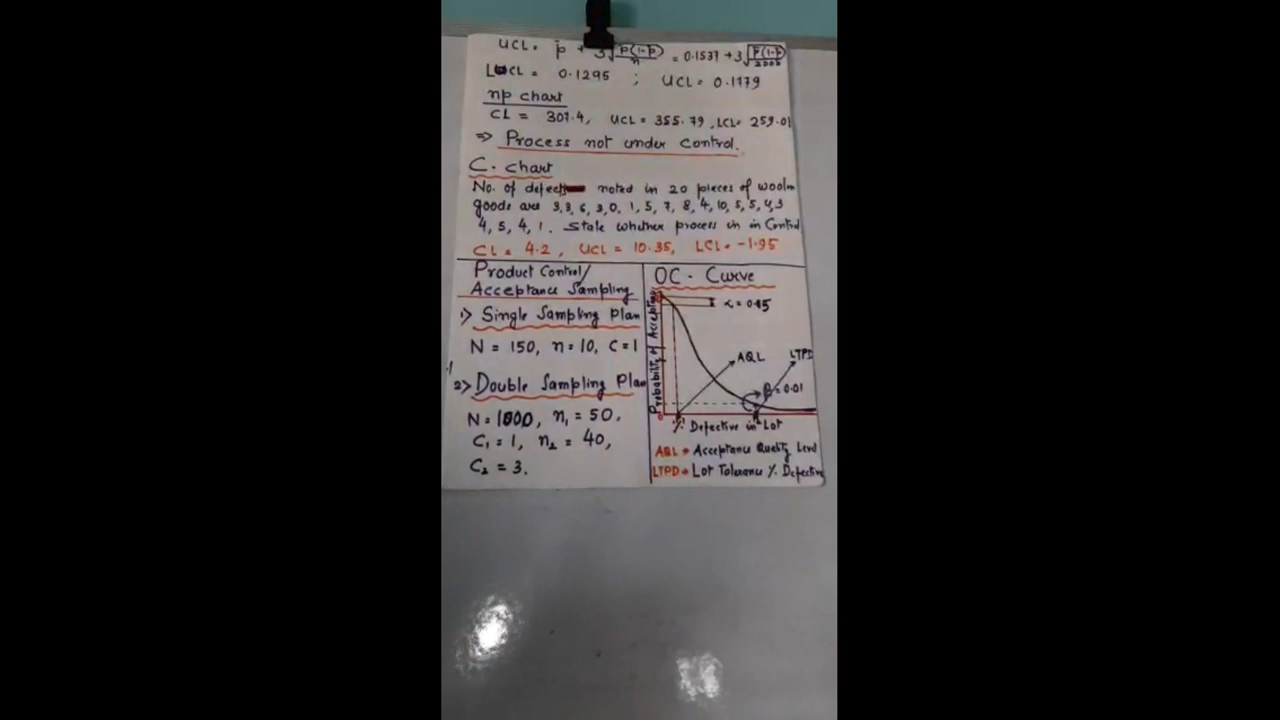 UCL = p̄ + 3√p(1-p)/n = 0.1537 + 3√p(1-p)/2000
LCL = 0.1295 ; UCL = 0.1779
np chart
CL = 307.4, UCL = 355.79, LCL = 259.01
⇒ Process not under Control.
C. chart
No. of defect noted in 20 pieces of woolen
goods are 3, 3, 6, 3, 0, 1, 5, 7, 8, 4, 10, 5, 5, 4, 3
4, 5, 4, 1. State whether process in in Control
CL = 4.2, UCL = 10.35, LCL = -1.95
Product Control/
Acceptance Sampling
1> Single Sampling Plan
N = 150, n = 10, C = 1
2> Double Sampling Plan
N = 1000, n₁ = 50,
C₁ = 1, n₂ = 40,
C₂ = 3.
OC - Curve
α = 0.95
Probability of Acceptance
AQL
LTPD
β = 0.01
% Defective in Lot
AQL → Acceptance Quality Level
LTPD → Lot Tolerance % Defective